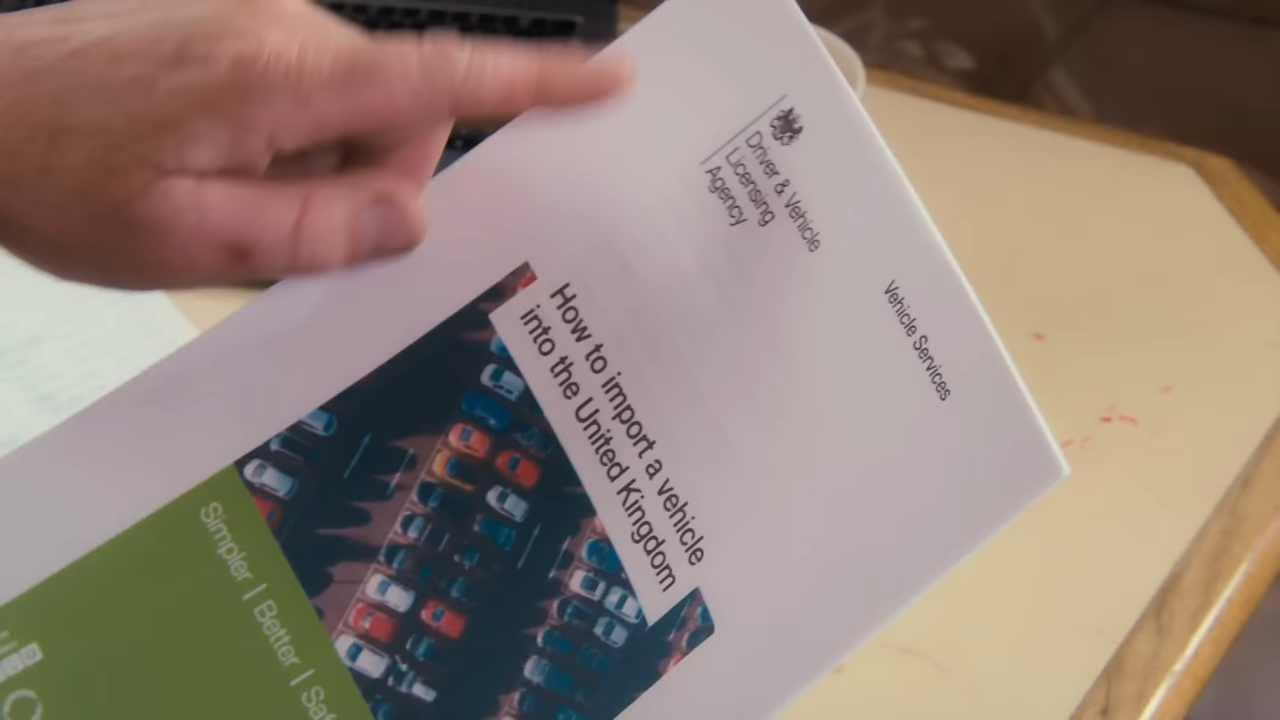 Driver & Vehicle
Licensing
Agency
Vehicle Services
How to import a vehicle
into the United Kingdom
Simpler | Better |